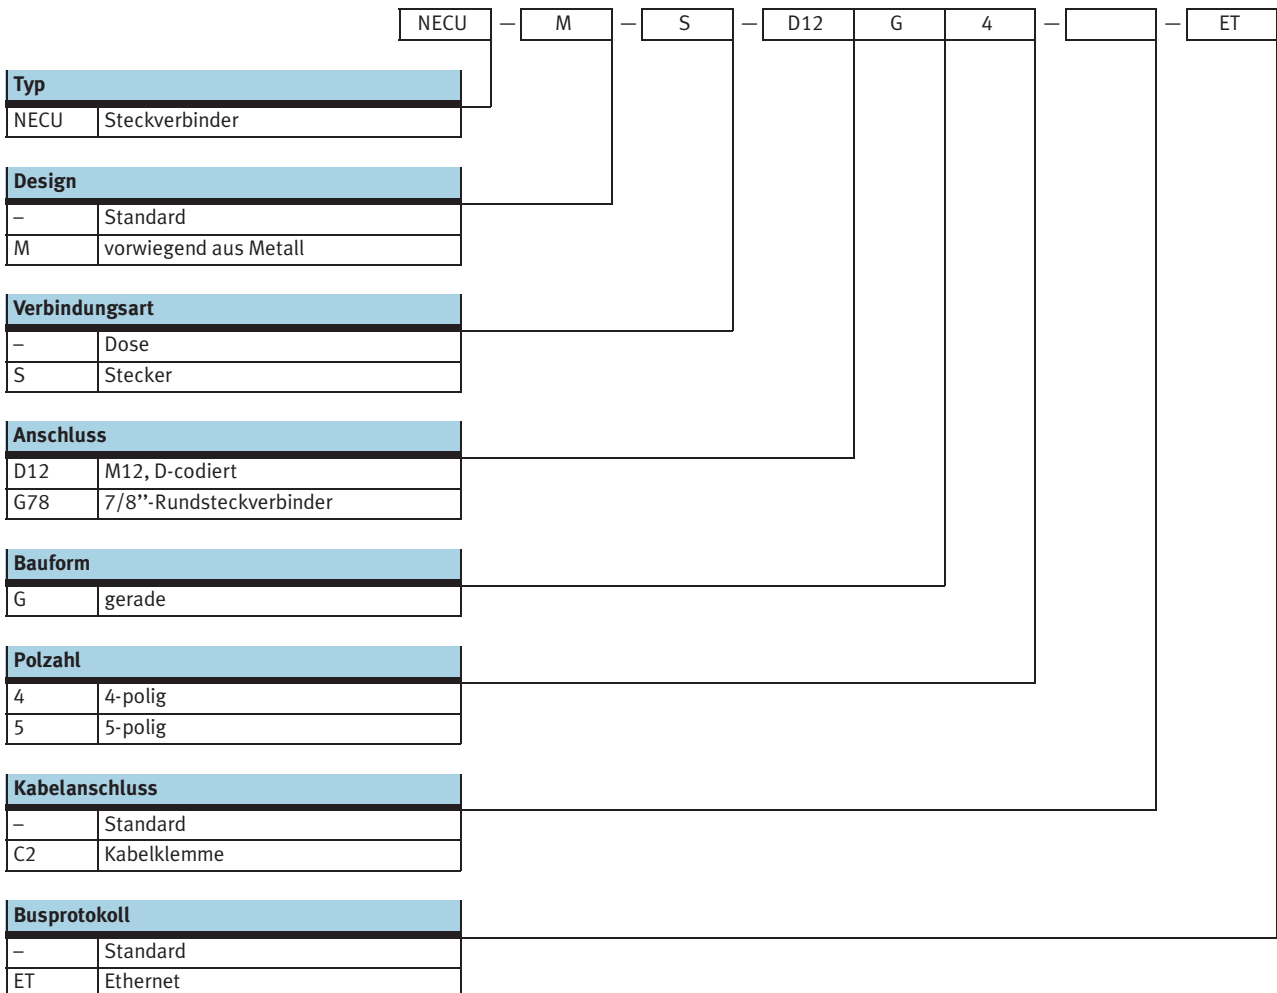 NECU — M — S — D12 G 4 — — ET
Typ
NECU Steckverbinder
Design
– Standard
M vorwiegend aus Metall
Verbindungsart
– Dose
S Stecker
Anschluss
D12 M12, D-codiert
G78 7/8’’-Rundsteckverbinder
Bauform
G gerade
Polzahl
4 4-polig
5 5-polig
Kabelanschluss
– Standard
C2 Kabelklemme
Busprotokoll
– Standard
ET Ethernet